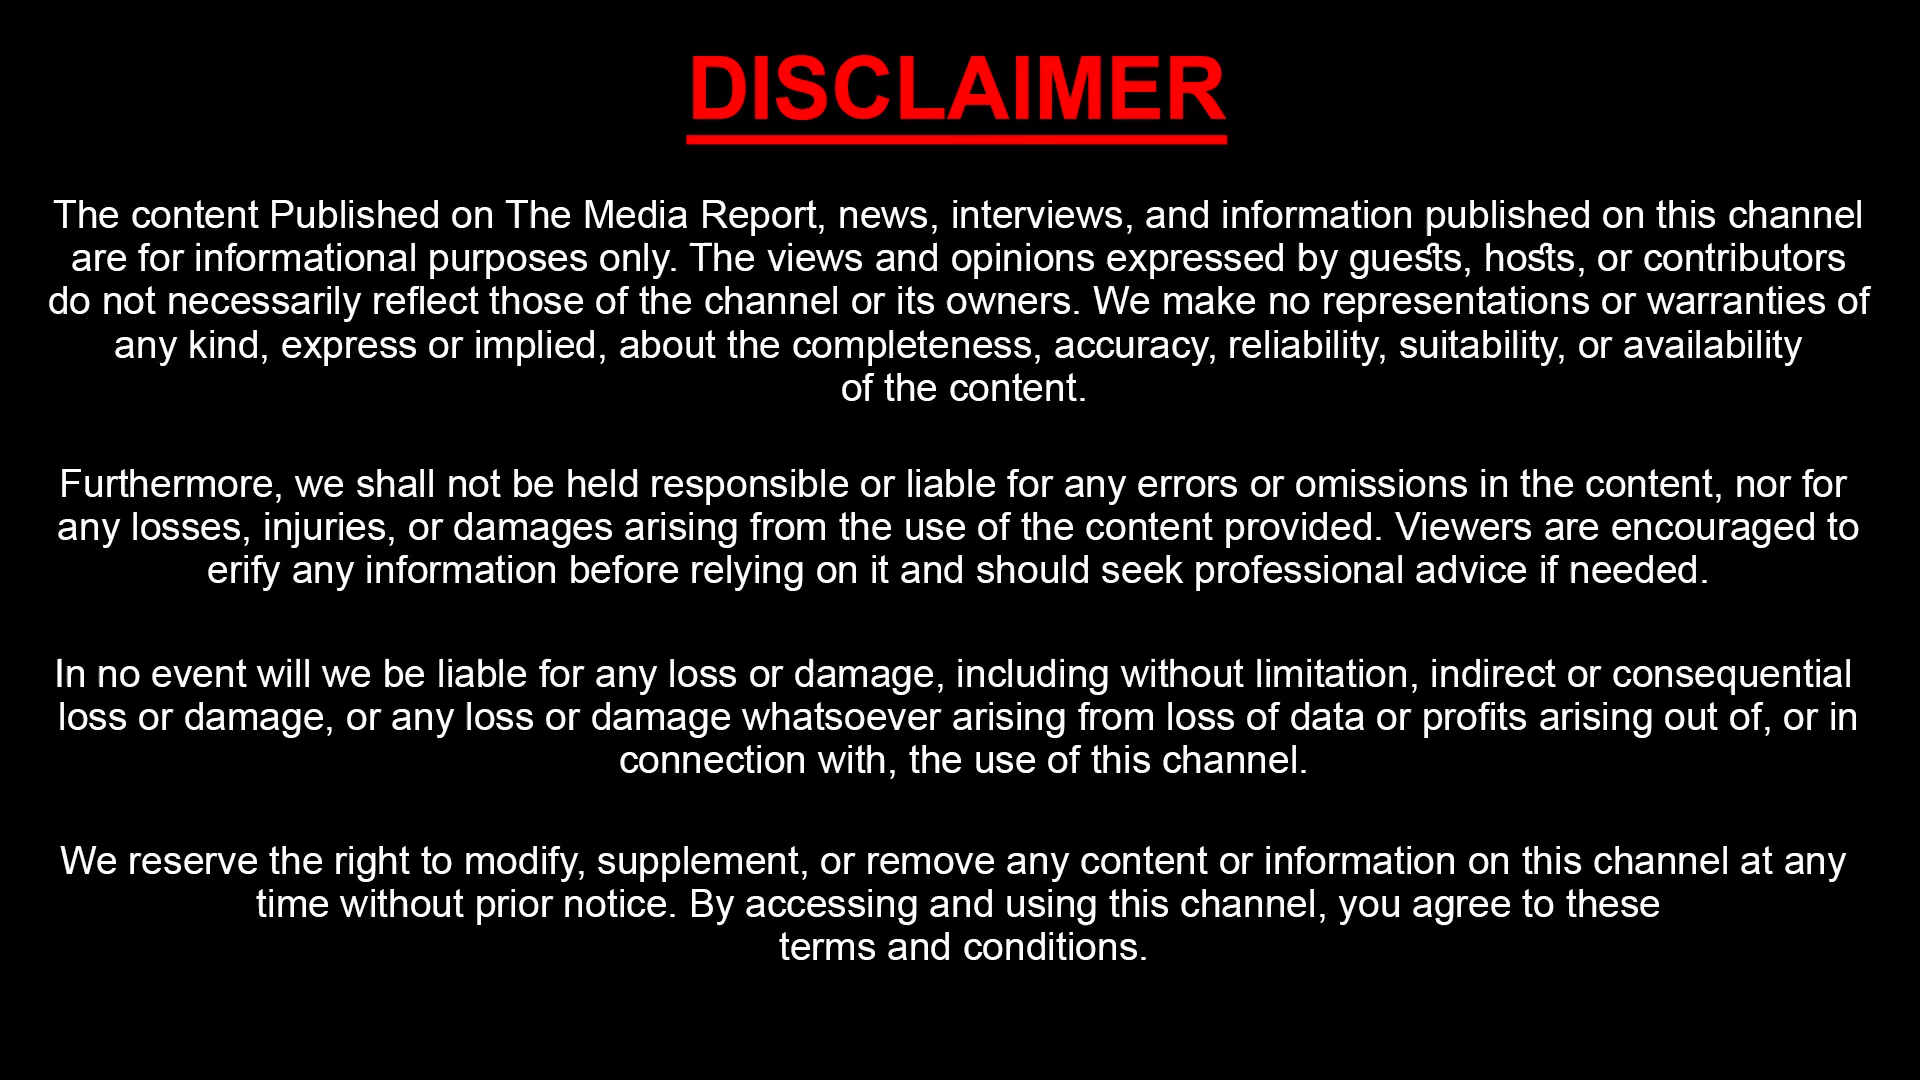 DISCLAIMER
The content Published on The Media Report, news, interviews, and information published on this channel
are for informational purposes only. The views and opinions expressed by guests, hosts, or contributors
do not necessarily reflect those of the channel or its owners. We make no representations or warranties of
any kind, express or implied, about the completeness, accuracy, reliability, suitability, or availability
of the content.
Furthermore, we shall not be held responsible or liable for any errors or omissions in the content, nor for
any losses, injuries, or damages arising from the use of the content provided. Viewers are encouraged to
erify any information before relying on it and should seek professional advice if needed.
In no event will we be liable for any loss or damage, including without limitation, indirect or consequential
loss or damage, or any loss or damage whatsoever arising from loss of data or profits arising out of, or in
connection with, the use of this channel.
We reserve the right to modify, supplement, or remove any content or information on this channel at any
time without prior notice. By accessing and using this channel, you agree to these
terms and conditions.